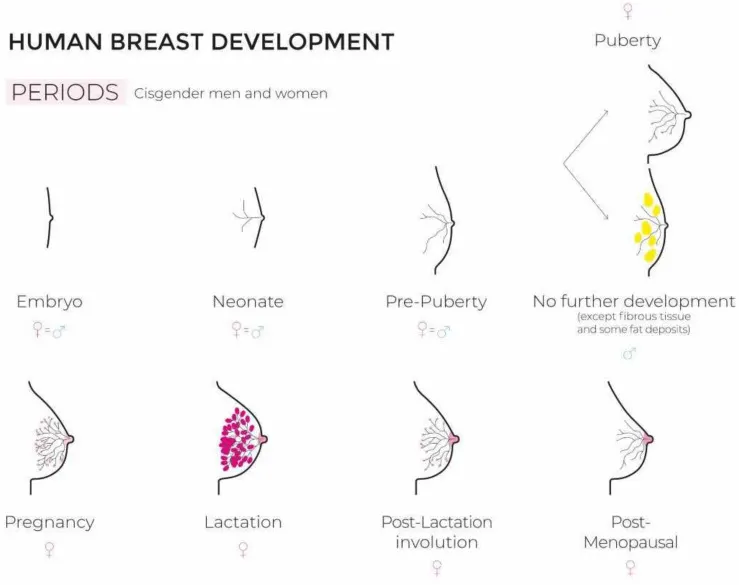 HUMAN BREAST DEVELOPMENT
PERIODS Cisgender men and women
♀
Puberty
Embryo
♀=♂
Neonate
♀=♂
Pre-Puberty
♀=♂
No further development
(except fibrous tissue
and some fat deposits)
♂
Pregnancy
♀
Lactation
♀
Post-Lactation
involution
♀
Post-
Menopausal
♀